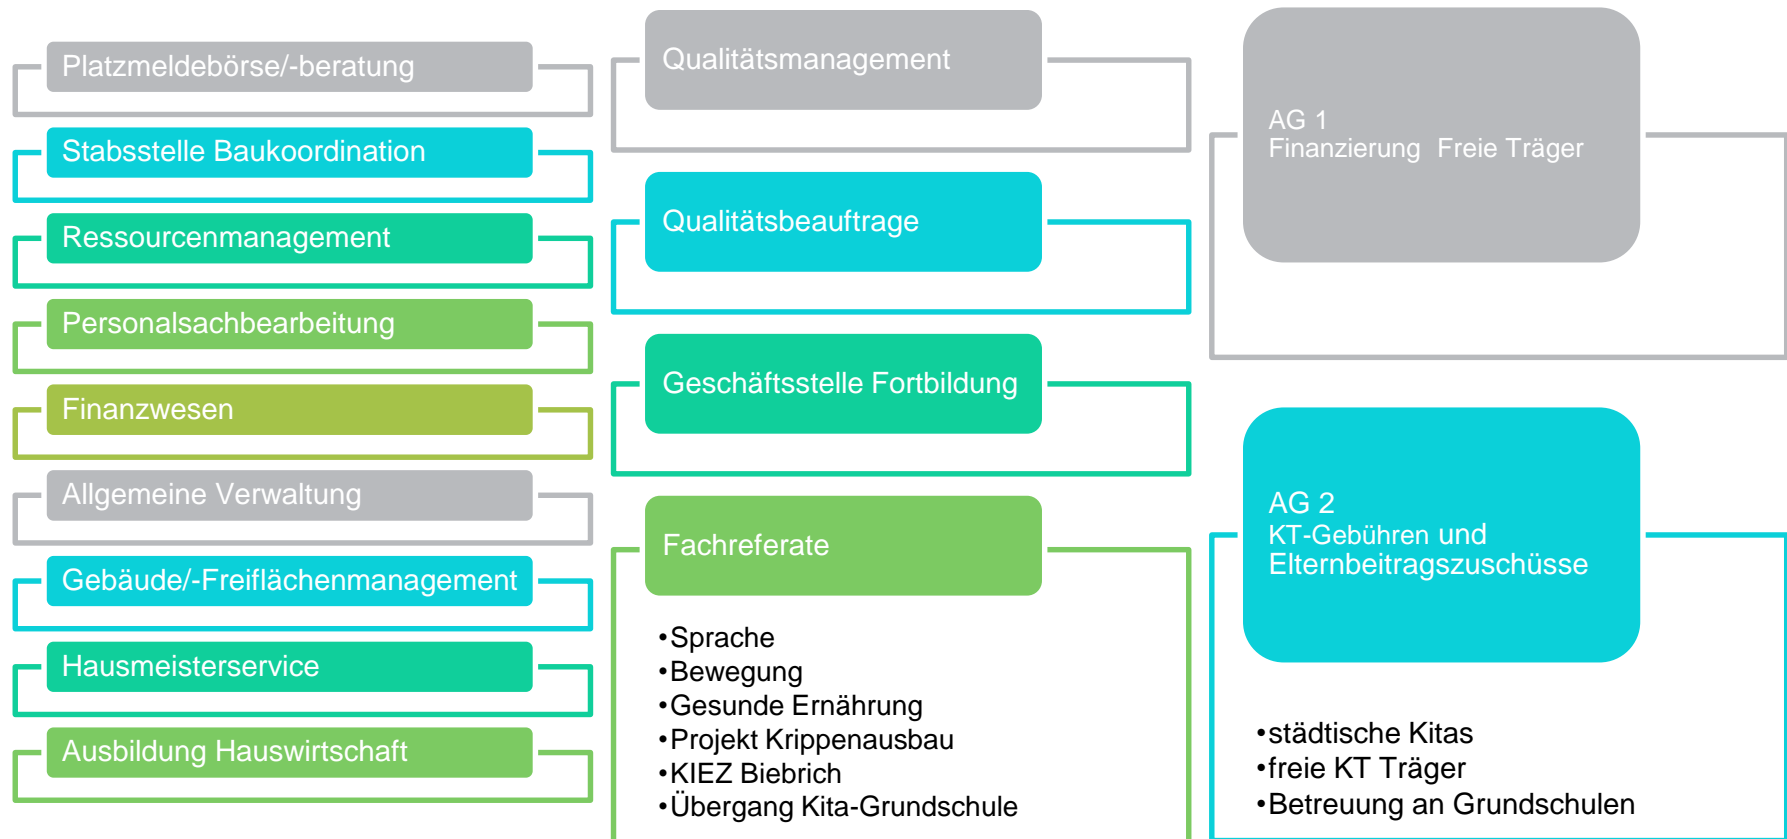 Platzmeldebörse/-beratung
Stabsstelle Baukoordination
Ressourcenmanagement
Personalsachbearbeitung
Finanzwesen
Allgemeine Verwaltung
Gebäude/-Freiflächenmanagement
Hausmeisterservice
Ausbildung Hauswirtschaft
Qualitätsmanagement
Qualitätsbeauftrage
Geschäftsstelle Fortbildung
Fachreferate
•Sprache
•Bewegung
•Gesunde Ernährung
•Projekt Krippenausbau
•KIEZ Biebrich
•Übergang Kita-Grundschule
AG 1
Finanzierung Freie Träger
AG 2
KT-Gebühren und
Elternbeitragszuschüsse
•städtische Kitas
•freie KT Träger
•Betreuung an Grundschulen